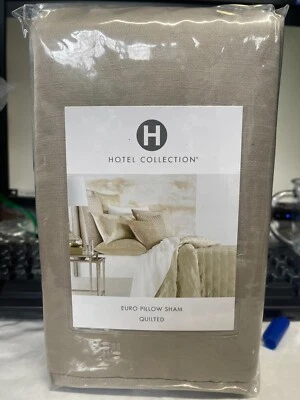 H
HOTEL COLLECTION®
EURO PILLOW SHAM
QUILTED